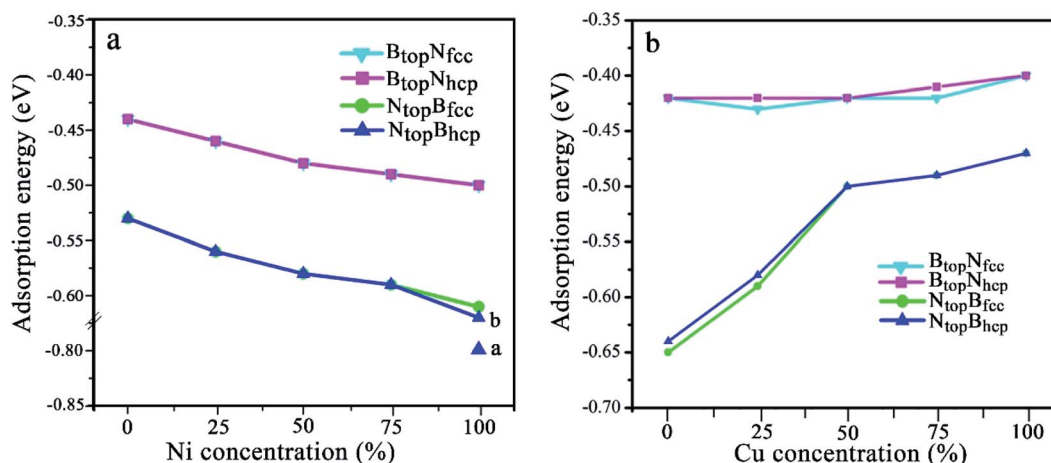 a
BtopNfcc
BtopNhcp
NtopBfcc
NtopBhcp
-0.35
-0.40
-0.45
-0.50
-0.55
-0.60
-0.80
-0.85
Adsorption energy (eV)
b
a
0 25 50 75 100
Ni concentration (%)
b
BtopNfcc
BtopNhcp
NtopBfcc
NtopBhcp
-0.35
-0.40
-0.45
-0.50
-0.55
-0.60
-0.65
-0.70
Adsorption energy (eV)
0 25 50 75 100
Cu concentration (%)